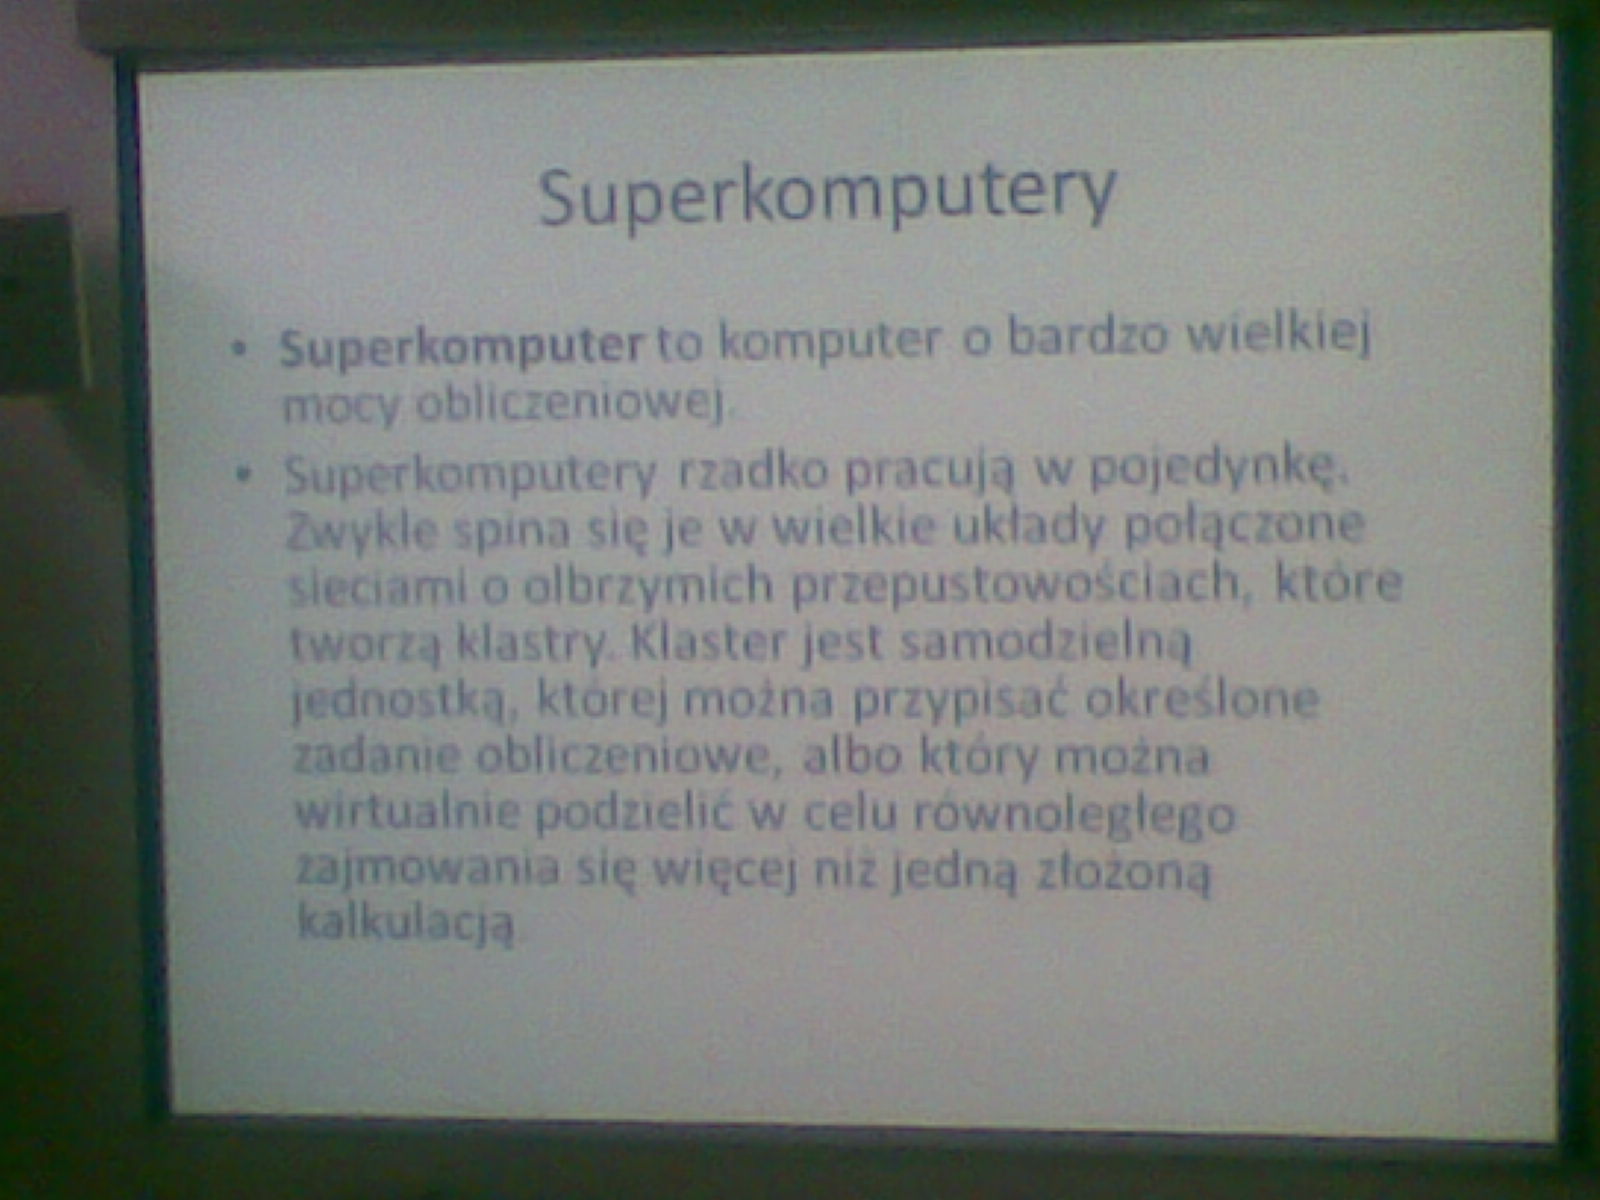 Superkomputery
• Superkomputer to komputer o bardzo wielkiej
mocy obliczeniowej.
• Superkomputery rzadko pracują w pojedynkę.
Zwykle spina się je w wielkie układy połączone
sieciami o olbrzymich przepustowościach, które
tworzą klastry. Klaster jest samodzielną
jednostką, której można przypisać określone
zadanie obliczeniowe, albo który można
wirtualnie podzielić w celu równoległego
zajmowania się więcej niż jedną złożoną
kalkulacją